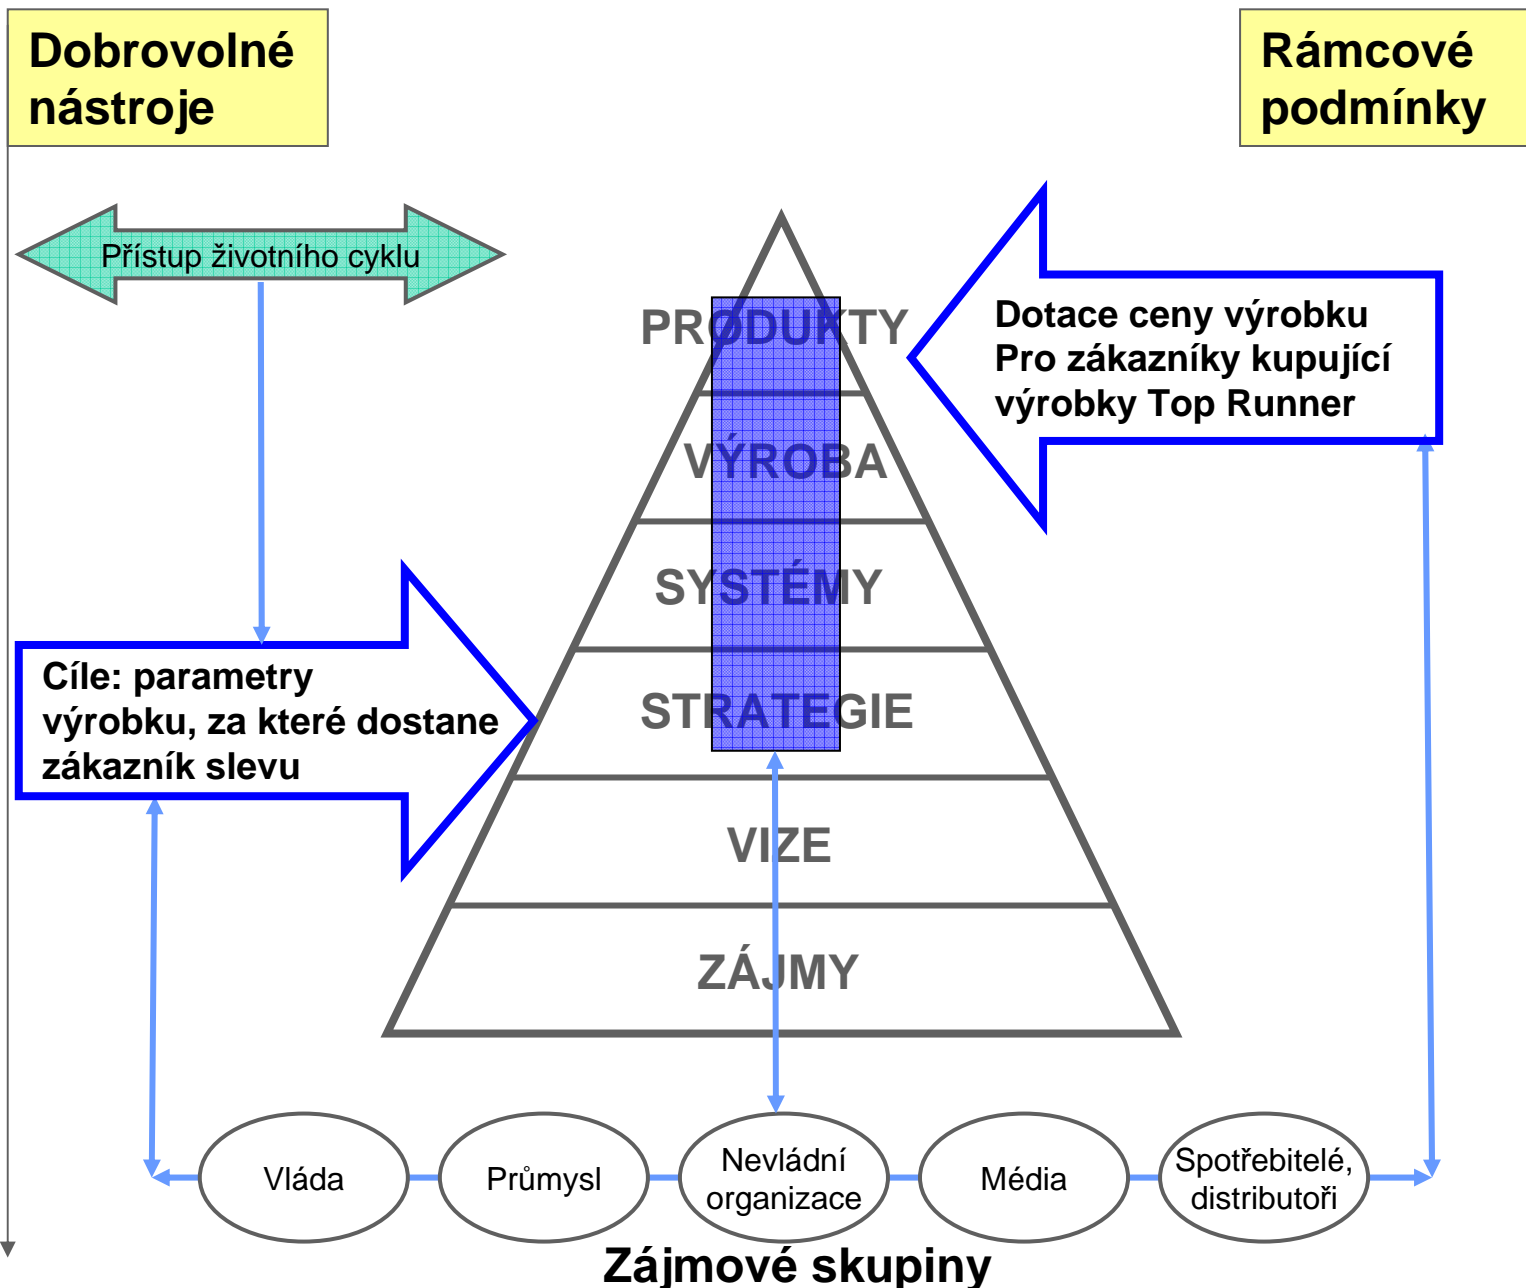 Dobrovolné
nástroje
Rámcové
podmínky
Přístup životního cyklu
PRODUKTY
Dotace ceny výrobku
Pro zákazníky kupující
výrobky Top Runner
VÝROBA
SYSTÉMY
Cíle: parametry
výrobku, za které dostane
zákazník slevu
STRATEGIE
VIZE
ZÁJMY
Vláda
Průmysl
Nevládní
organizace
Média
Spotřebitelé,
distributoři
Zájmové skupiny